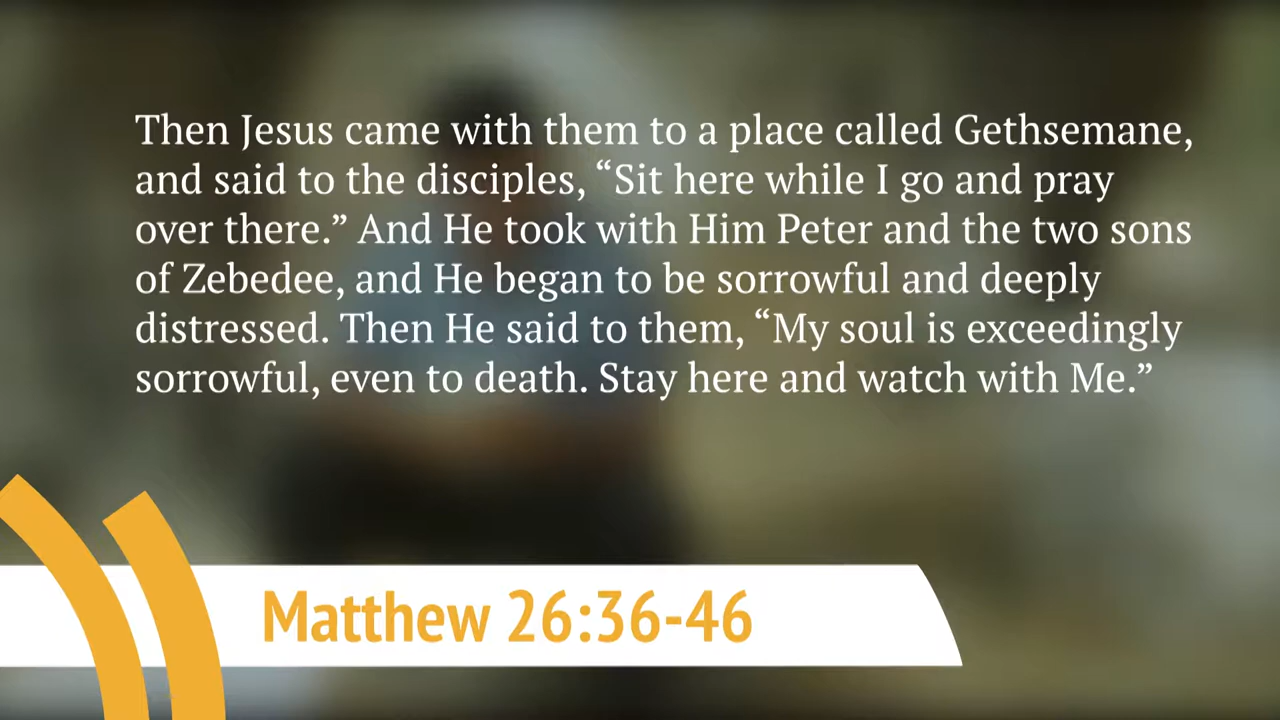 Then Jesus came with them to a place called Gethsemane,
and said to the disciples, “Sit here while I go and pray
over there.” And He took with Him Peter and the two sons
of Zebedee, and He began to be sorrowful and deeply
distressed. Then He said to them, “My soul is exceedingly
sorrowful, even to death. Stay here and watch with Me.”
Matthew 26:36-46